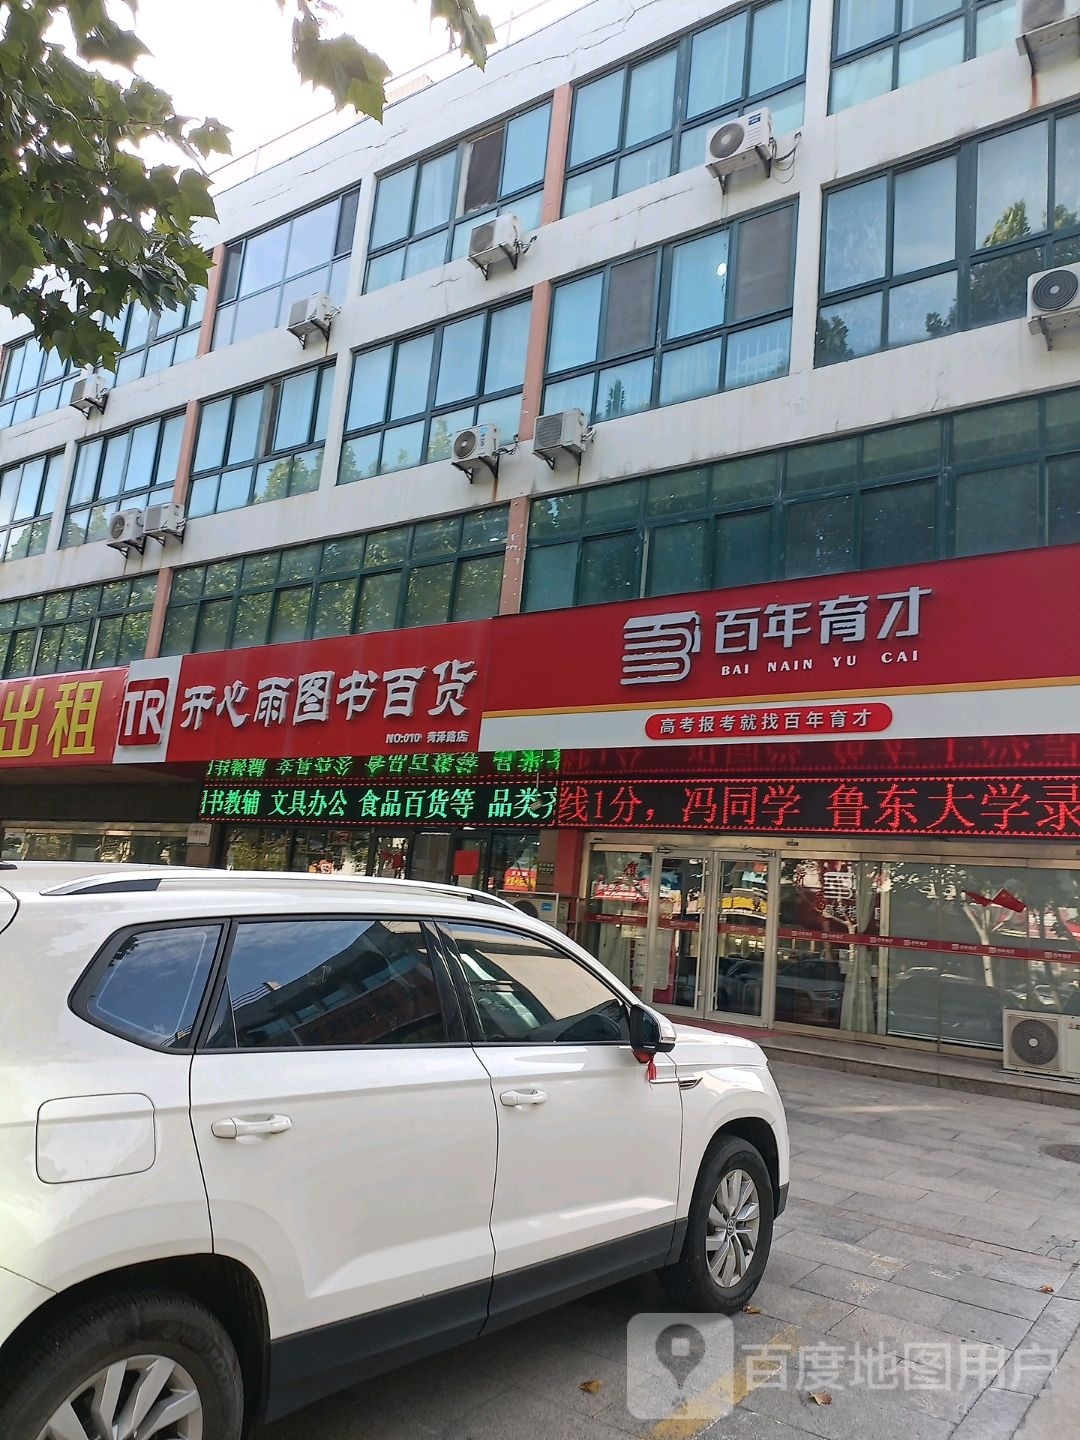 出租
TR 开心雨图书百货
NO:010 菏泽路店
百年育才
BAI NAIN YU CAI
高考报考就找百年育才
图书教辅 文具办公 食品百货等 品类齐
线1分，冯同学 鲁东大学录
百度地图用户